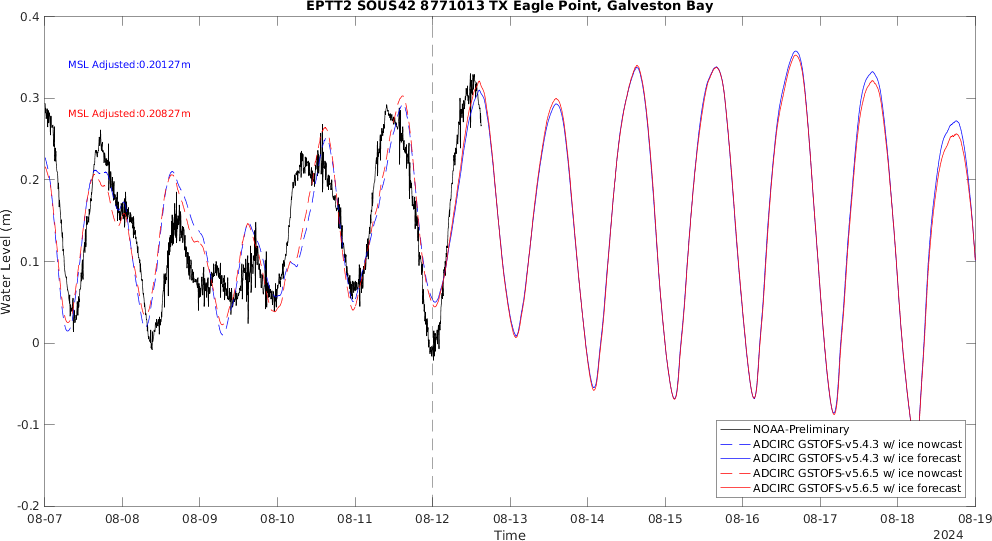 EPTT2 SOUS42 8771013 TX Eagle Point, Galveston Bay
0.4
0.3
0.2
0.1
0
-0.1
-0.2
Water Level (m)
MSL Adjusted:0.20127m
MSL Adjusted:0.20827m
NOAA-Preliminary
ADCIRC GSTOFS-v5.4.3 w/ ice nowcast
ADCIRC GSTOFS-v5.4.3 w/ ice forecast
ADCIRC GSTOFS-v5.6.5 w/ ice nowcast
ADCIRC GSTOFS-v5.6.5 w/ ice forecast
08-07 08-08 08-09 08-10 08-11 08-12 08-13 08-14 08-15 08-16 08-17 08-18 08-19
Time
2024